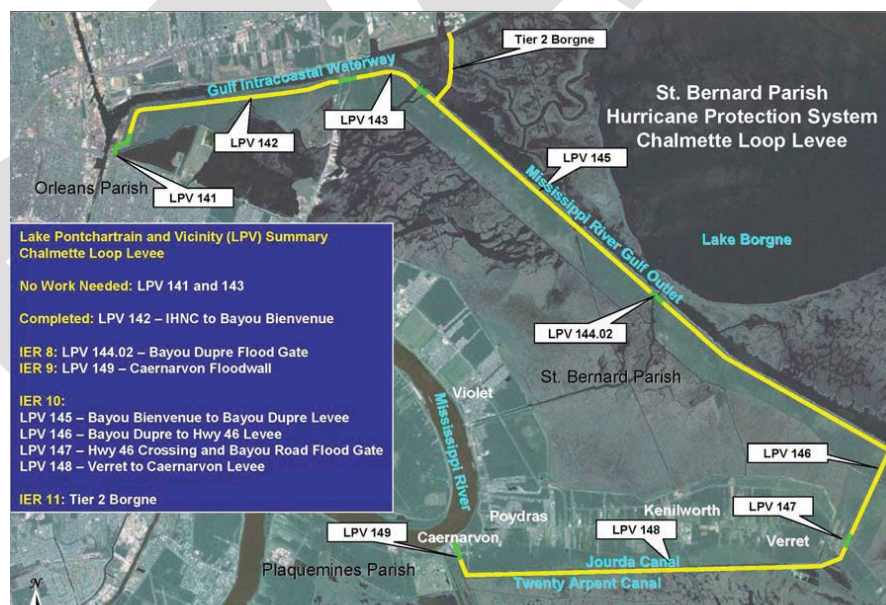 Tier 2 Borgne
Gulf Intracoastal Waterway
St. Bernard Parish
Hurricane Protection System
Chalmette Loop Levee
LPV 143
LPV 142
LPV 145
Orleans Parish
LPV 141
Mississippi River Gulf Outlet
Lake Borgne
Lake Pontchartrain and Vicinity (LPV) Summary
Chalmette Loop Levee
No Work Needed: LPV 141 and 143
Completed: LPV 142 – IHNC to Bayou Bienvenue
IER 8: LPV 144.02 – Bayou Dupre Flood Gate
IER 9: LPV 149 – Caernarvon Floodwall
IER 10:
LPV 145 – Bayou Bienvenue to Bayou Dupre Levee
LPV 146 – Bayou Dupre to Hwy 46 Levee
LPV 147 – Hwy 46 Crossing and Bayou Road Flood Gate
LPV 148 – Verret to Caernarvon Levee
IER 11: Tier 2 Borgne
LPV 144.02
St. Bernard Parish
Violet
Mississippi River
LPV 146
LPV 147
Kenilworth
Poydras
LPV 148
LPV 149
Caernarvon
Verret
Jourda Canal
Plaquemines Parish
Twenty Arpent Canal
N